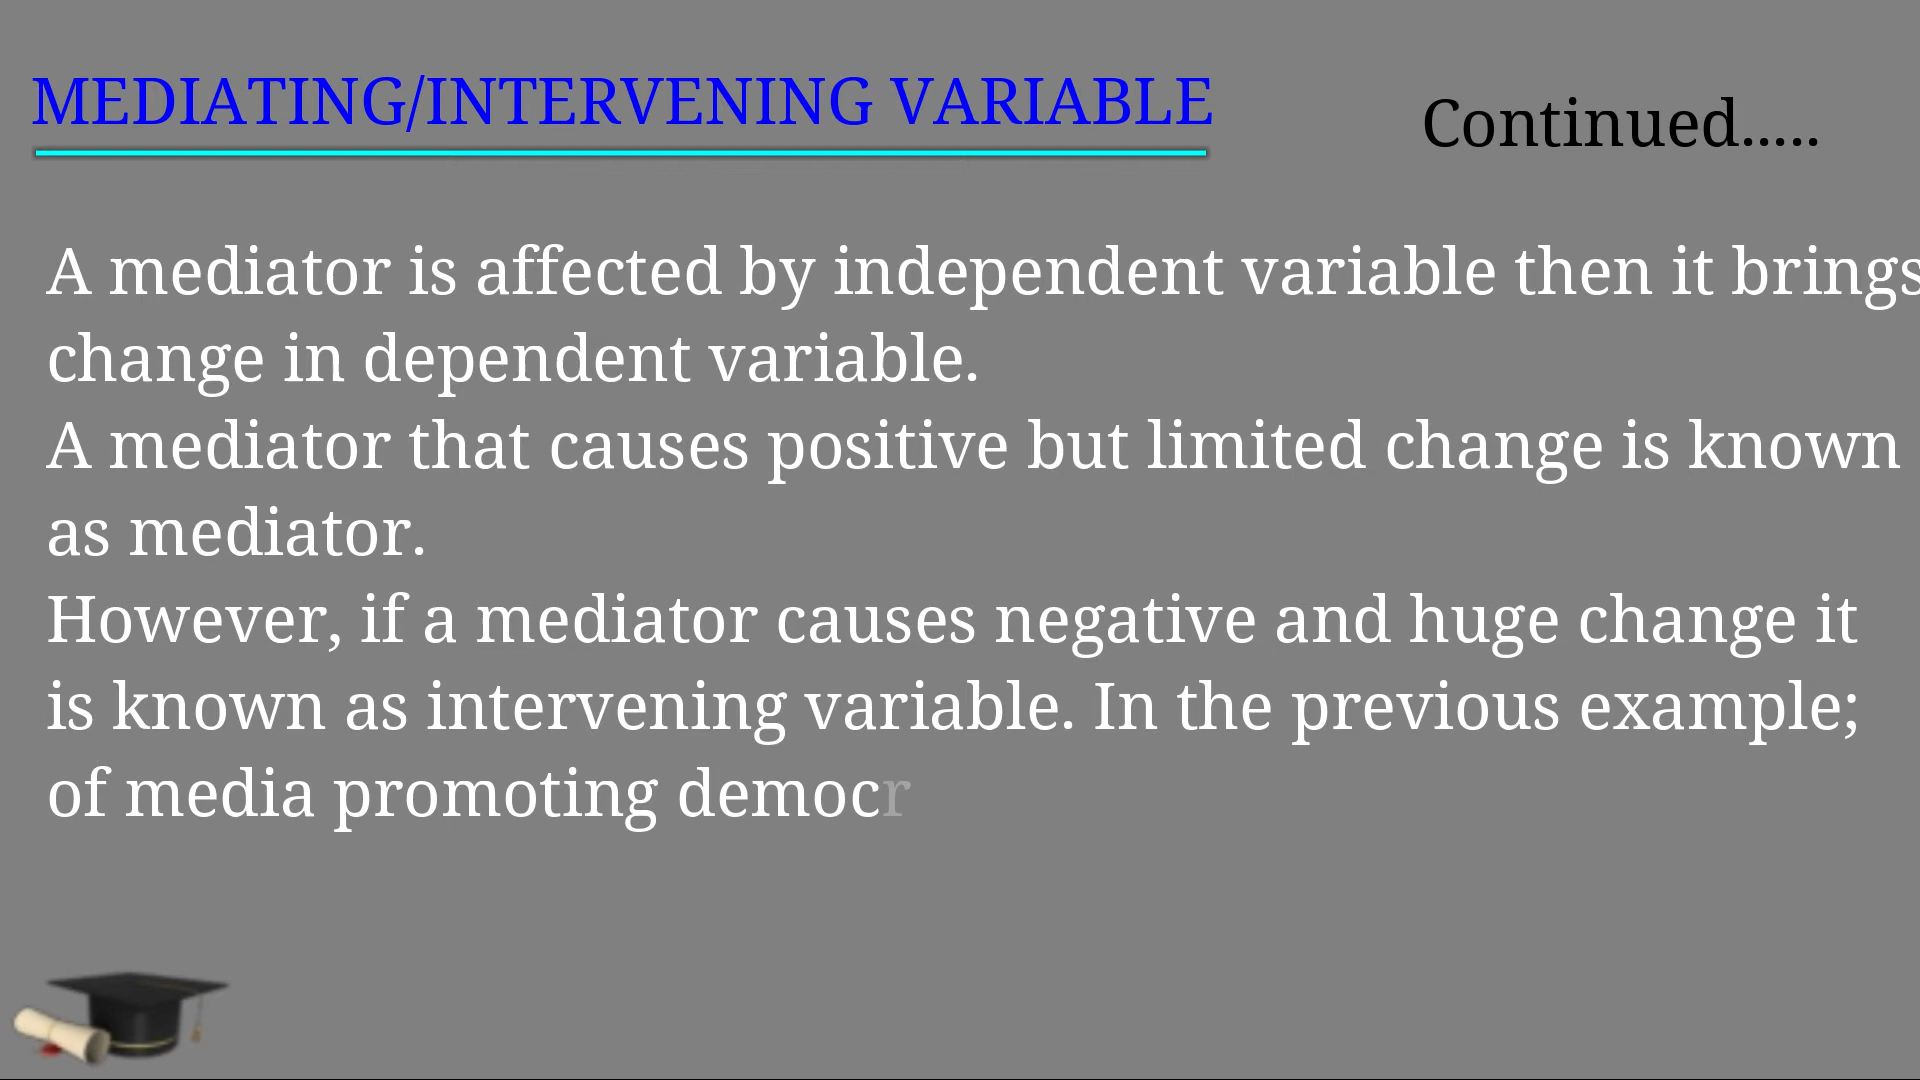 MEDIATING/INTERVENING VARIABLE
Continued.....
A mediator is affected by independent variable then it brings
change in dependent variable.
A mediator that causes positive but limited change is known
as mediator.
However, if a mediator causes negative and huge change it
is known as intervening variable. In the previous example;
of media promoting democr